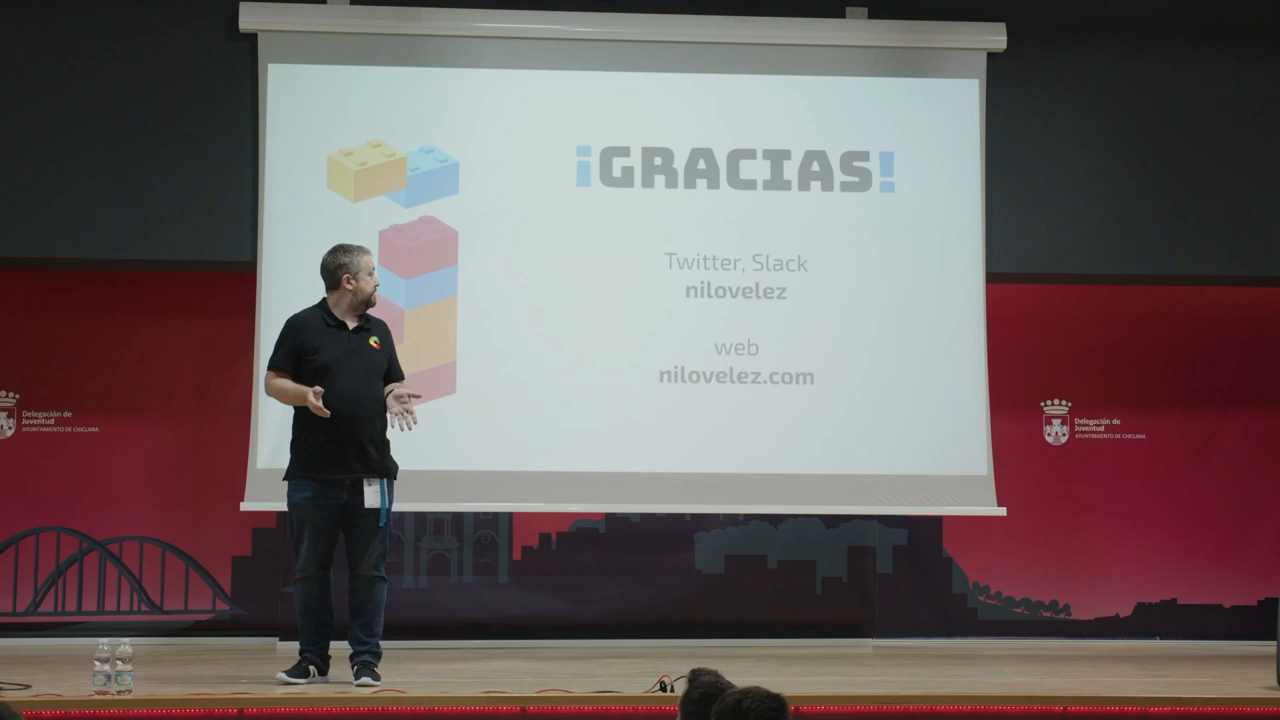 ¡GRACIAS!
Twitter, Slack
nilovelez
web
nilovelez.com
Delegación de
Juventud
AYUNTAMIENTO DE CHICLANA
Delegación de
Juventud
AYUNTAMIENTO DE CHICLANA